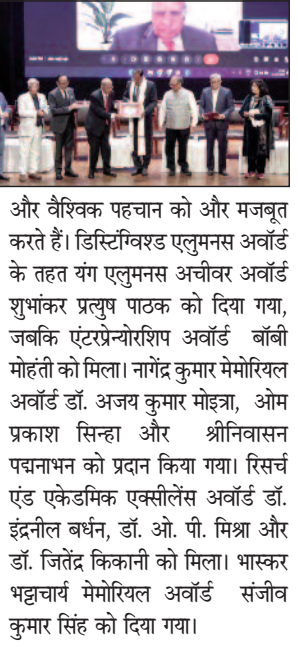 और वैश्विक पहचान को और मजबूत
करते हैं। डिस्टिंग्विश्ड एलुमनस अवॉर्ड
के तहत यंग एलुमनस अचीवर अवॉर्ड
शुभांकर प्रत्युष पाठक को दिया गया,
जबकि एंटरप्रेन्योरशिप अवॉर्ड बॉबी
मोहंती को मिला। नागेंद्र कुमार मेमोरियल
अवॉर्ड डॉ. अजय कुमार मोइत्रा, ओम
प्रकाश सिन्हा और श्रीनिवासन
पद्मनाभन को प्रदान किया गया। रिसर्च
एंड एकेडमिक एक्सीलेंस अवॉर्ड डॉ.
इंद्रनील बर्धन, डॉ. ओ. पी. मिश्रा और
डॉ. जितेंद्र किकानी को मिला। भास्कर
भट्टाचार्य मेमोरियल अवॉर्ड संजीव
कुमार सिंह को दिया गया।